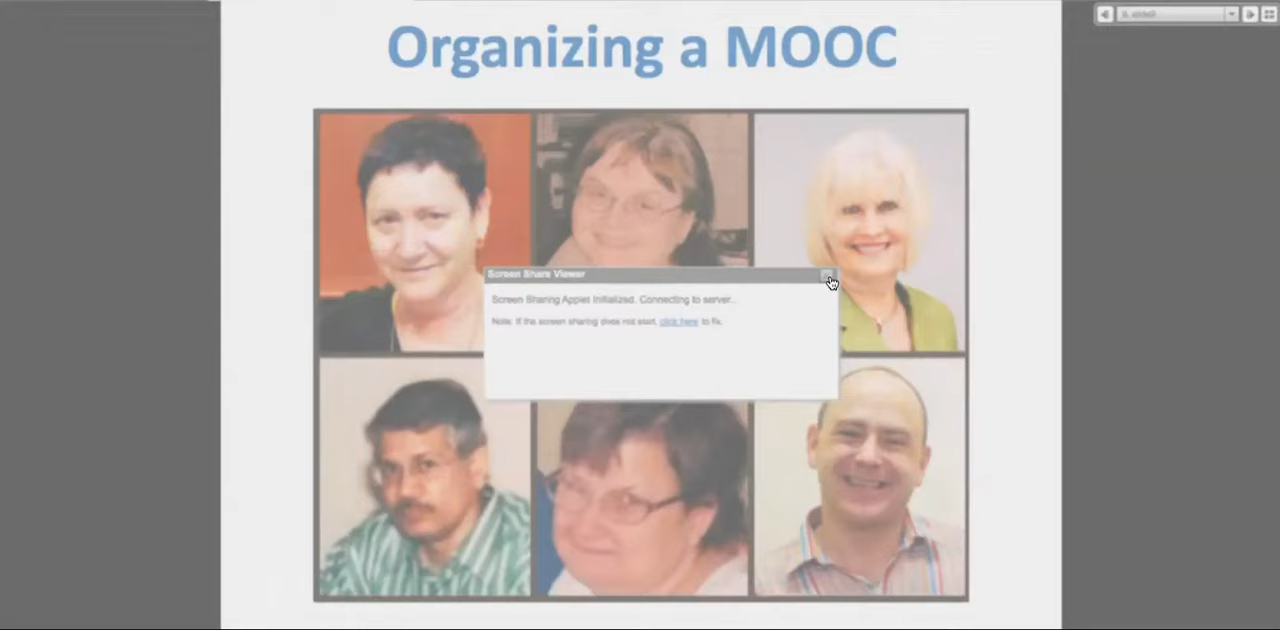 Organizing a MOOC
Screen Share Viewer
Screen Sharing Applet Initialized. Connecting to server...
Note: If the screen sharing does not start, click here to fix.